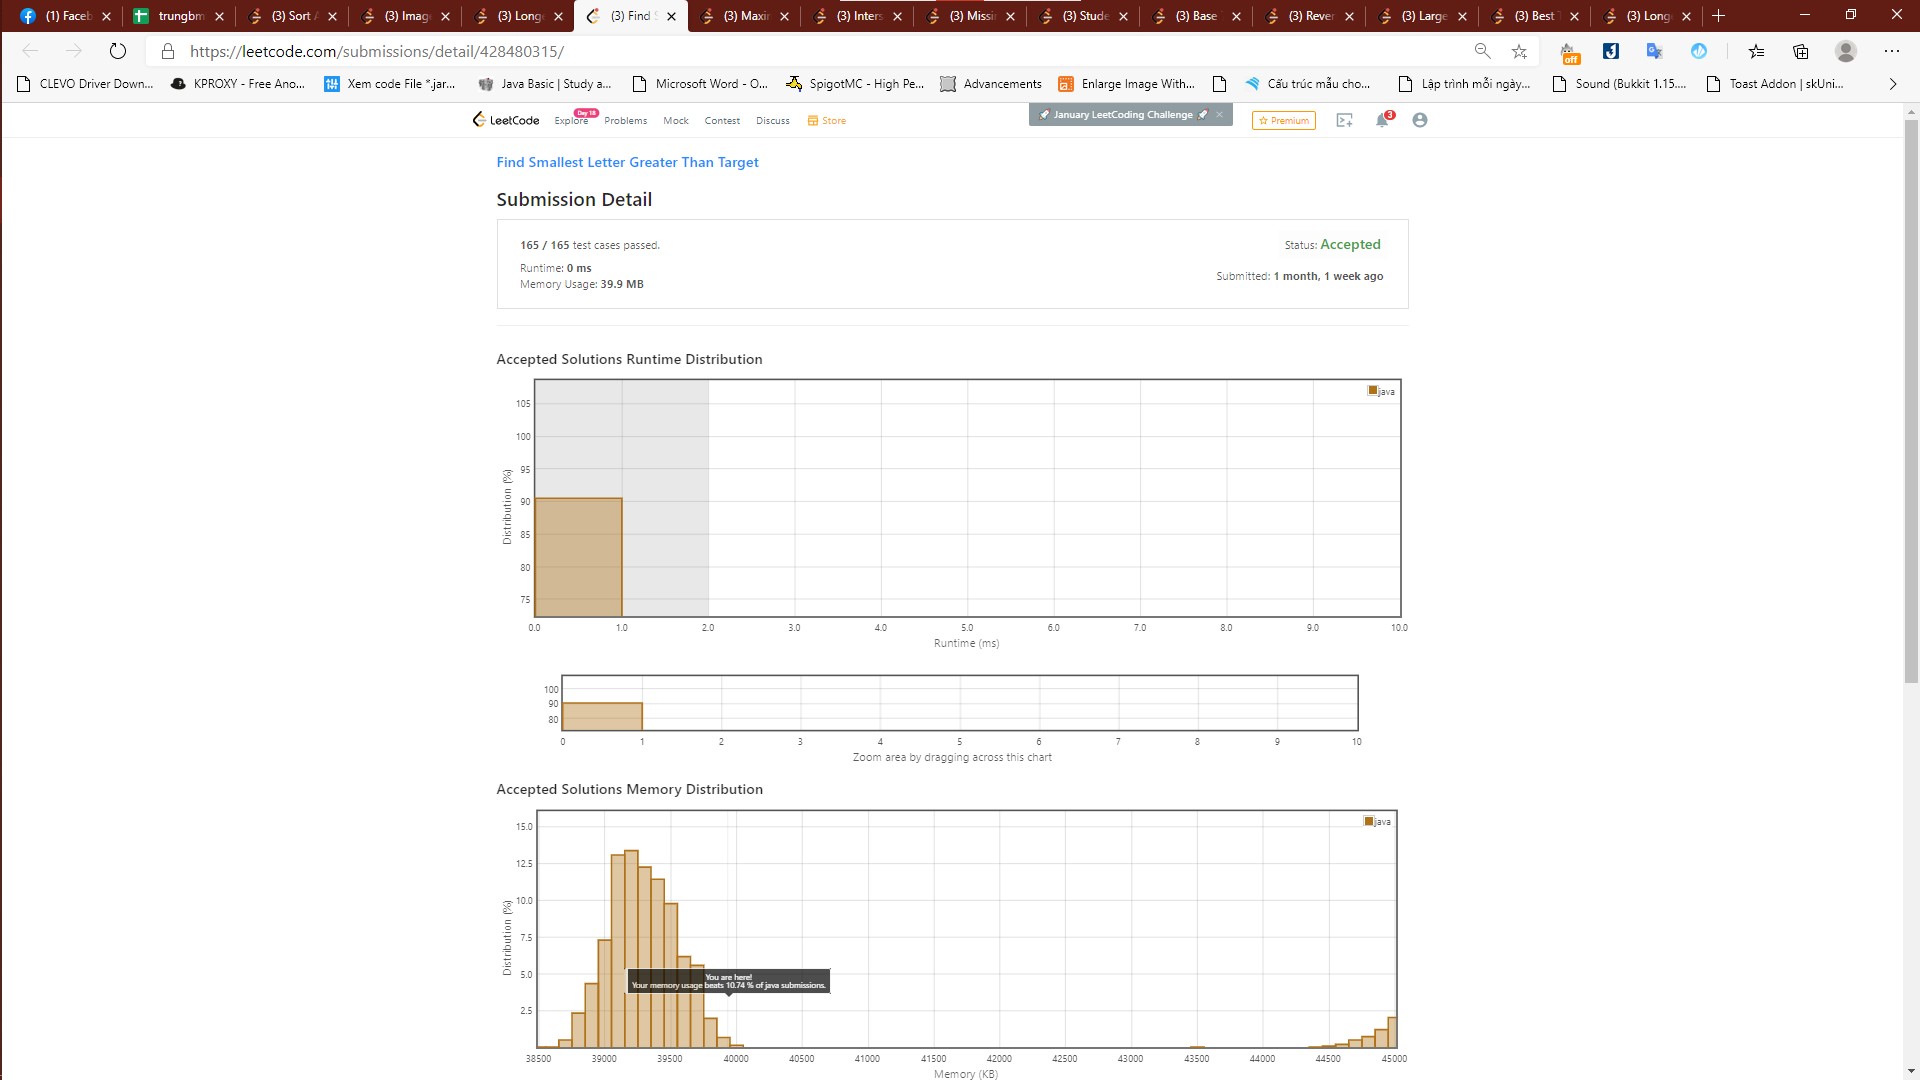 (1) Faceb
trungbm
(3) Sort A
(3) Imag
(3) Long
(3) Find S
(3) Maxi
(3) Inters
(3) Missi
(3) Stude
(3) Base
(3) Rever
(3) Large
(3) Best T
(3) Long
https://leetcode.com/submissions/detail/428480315/
off
CLEVO Driver Down...
KPROXY - Free Ano...
Xem code File *.jar...
Java Basic | Study a...
Microsoft Word - O...
SpigotMC - High Pe...
Advancements
Enlarge Image With...
Cấu trúc mẫu cho...
Lập trình mỗi ngày...
Sound (Bukkit 1.15....
Toast Addon | skUni...
LeetCode
Explore
Day 18
Problems
Mock
Contest
Discuss
Store
January LeetCoding Challenge
Premium
3
Find Smallest Letter Greater Than Target
Submission Detail
165 / 165 test cases passed.
Status: Accepted
Runtime: 0 ms
Submitted: 1 month, 1 week ago
Memory Usage: 39.9 MB
Accepted Solutions Runtime Distribution
java
105
100
95
90
85
80
75
Distribution (%)
0.0 1.0 2.0 3.0 4.0 5.0 6.0 7.0 8.0 9.0 10.0
Runtime (ms)
100
90
80
0 1 2 3 4 5 6 7 8 9 10
Zoom area by dragging across this chart
Accepted Solutions Memory Distribution
java
15.0
12.5
10.0
7.5
5.0
2.5
Distribution (%)
You are here!
Your memory usage beats 10.74 % of java submissions.
38500 39000 39500 40000 40500 41000 41500 42000 42500 43000 43500 44000 44500 45000
Memory (KB)